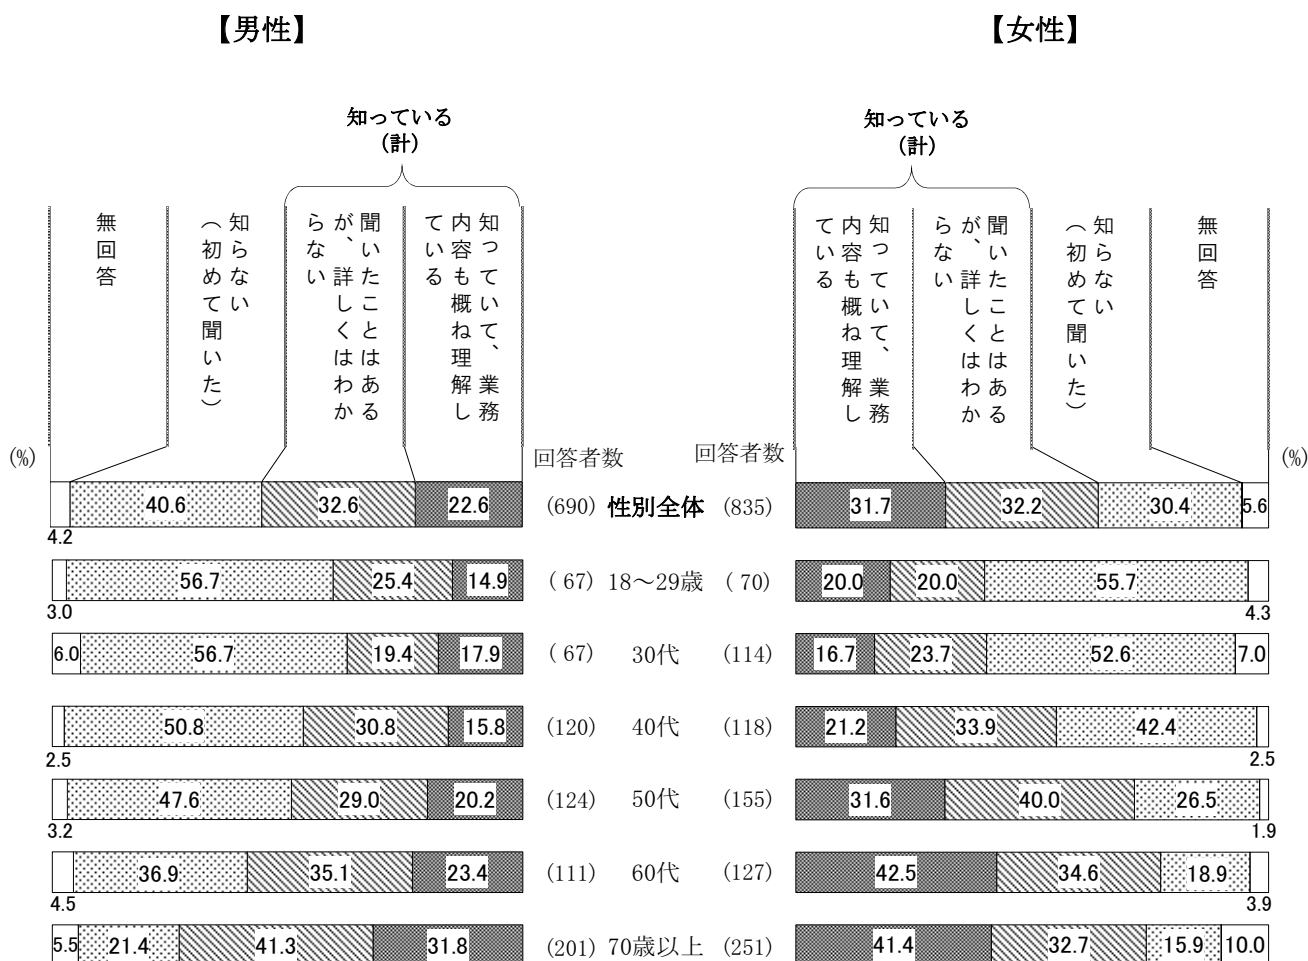 【男性】
【女性】
知っている
(計)
知っている
(計)
無回答
知らない
(初めて聞いた)
聞いたことはある
が、詳しくはわか
らない
知っていて、業務
内容も概ね理解し
ている
知っていて、業務
内容も概ね理解し
ている
聞いたことはある
が、詳しくはわか
らない
知らない
(初めて聞いた)
無回答
(%) 回答者数 回答者数 (%)
40.6 32.6 22.6 (690) 性別全体 (835) 31.7 32.2 30.4 5.6
4.2
56.7 25.4 14.9 ( 67) 18～29歳 ( 70) 20.0 20.0 55.7
3.0 4.3
6.0 56.7 19.4 17.9 ( 67) 30代 (114) 16.7 23.7 52.6 7.0
50.8 30.8 15.8 (120) 40代 (118) 21.2 33.9 42.4
2.5 2.5
47.6 29.0 20.2 (124) 50代 (155) 31.6 40.0 26.5
3.2 1.9
36.9 35.1 23.4 (111) 60代 (127) 42.5 34.6 18.9
4.5 3.9
5.5 21.4 41.3 31.8 (201) 70歳以上 (251) 41.4 32.7 15.9 10.0